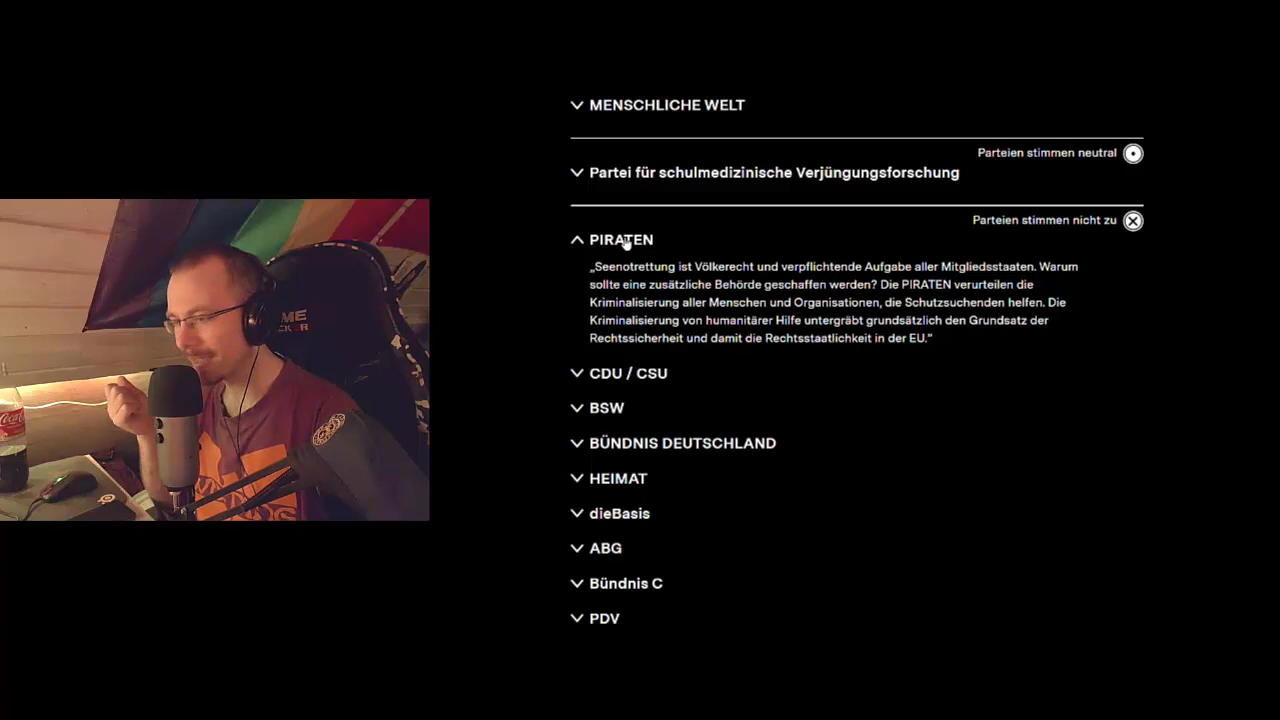 MENSCHLICHE WELT
Parteien stimmen neutral
Partei für schulmedizinische Verjüngungsforschung
Parteien stimmen nicht zu
PIRATEN
„Seenotrettung ist Völkerecht und verpflichtende Aufgabe aller Mitgliedsstaaten. Warum
sollte eine zusätzliche Behörde geschaffen werden? Die PIRATEN verurteilen die
Kriminalisierung aller Menschen und Organisationen, die Schutzsuchenden helfen. Die
Kriminalisierung von humanitärer Hilfe untergräbt grundsätzlich den Grundsatz der
Rechtssicherheit und damit die Rechtsstaatlichkeit in der EU.”
CDU / CSU
BSW
BÜNDNIS DEUTSCHLAND
HEIMAT
dieBasis
ABG
Bündnis C
PDV